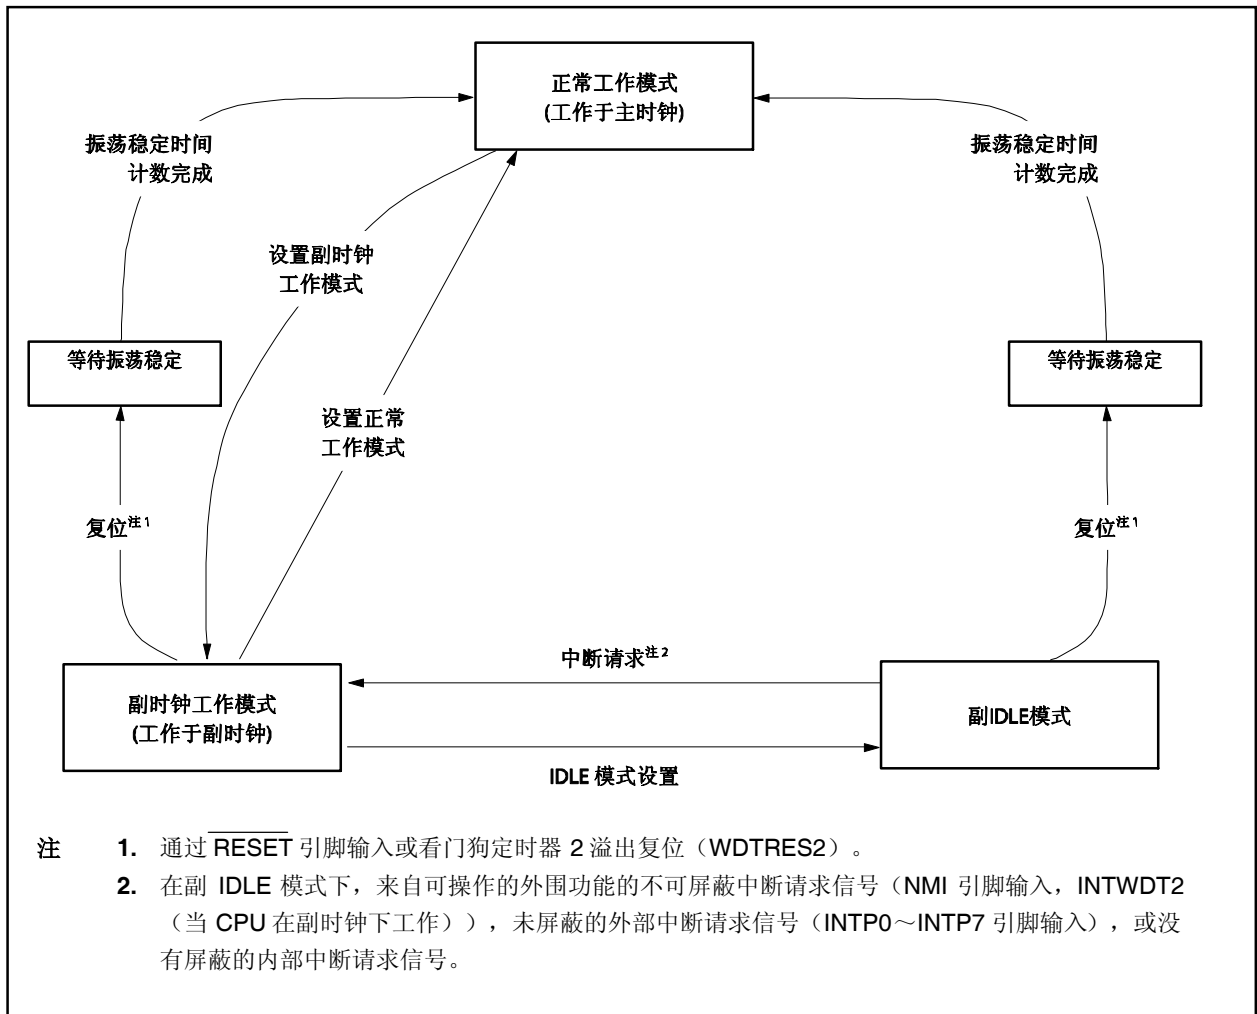 正常工作模式
(工作于主时钟)
振荡稳定时间
计数完成
振荡稳定时间
计数完成
设置副时钟
工作模式
等待振荡稳定
等待振荡稳定
设置正常
工作模式
复位注1
复位注1
中断请求注2
副时钟工作模式
(工作于副时钟)
副IDLE模式
IDLE 模式设置
注 1. 通过 RESET 引脚输入或看门狗定时器 2 溢出复位（WDTRES2）。
2. 在副 IDLE 模式下，来自可操作的外围功能的不可屏蔽中断请求信号（NMI 引脚输入，INTWDT2
（当 CPU 在副时钟下工作）），未屏蔽的外部中断请求信号（INTP0～INTP7 引脚输入），或没
有屏蔽的内部中断请求信号。